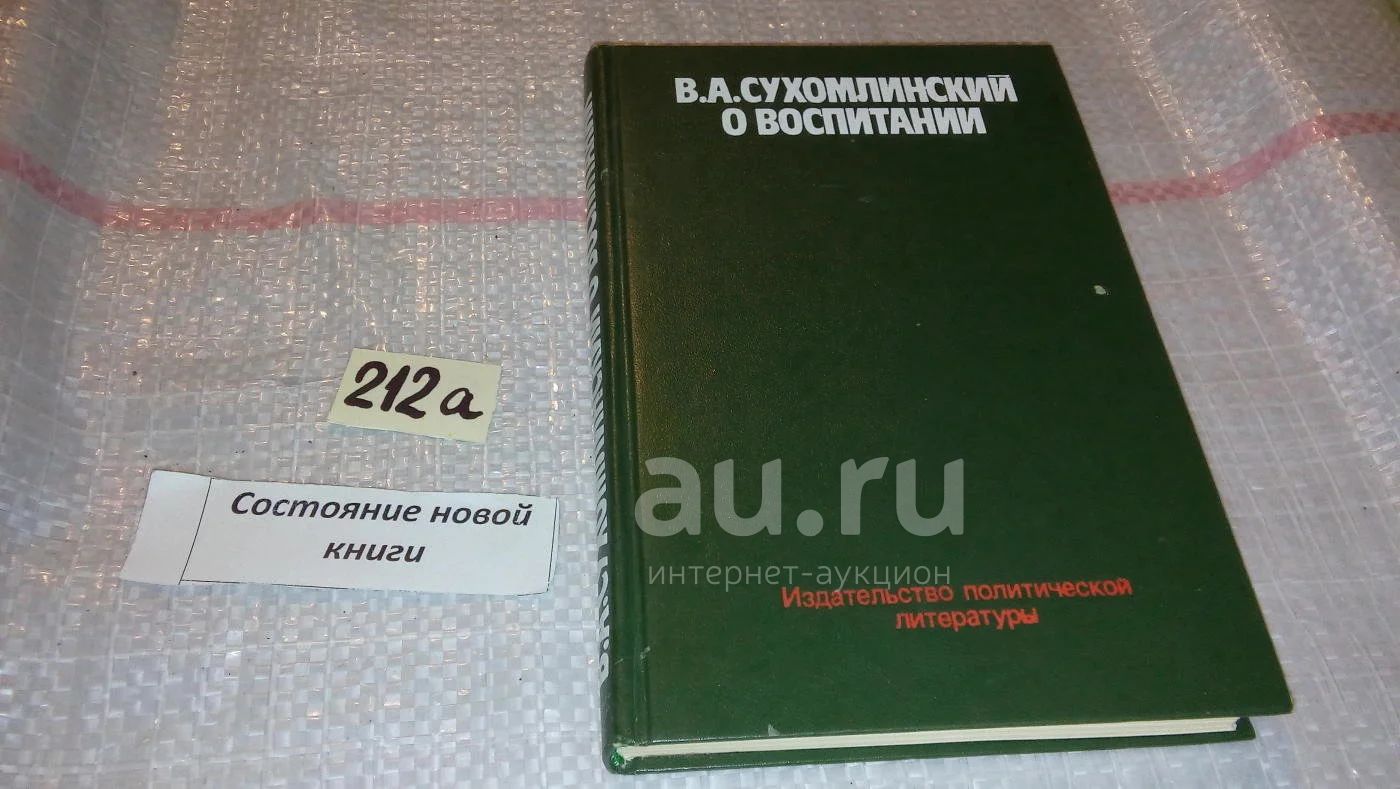 В.А.СУХОМЛИНСКИЙ
О ВОСПИТАНИИ
212а
Состояние новой
книги
au.ru
интернет-аукцион
Издательство политической
литературы